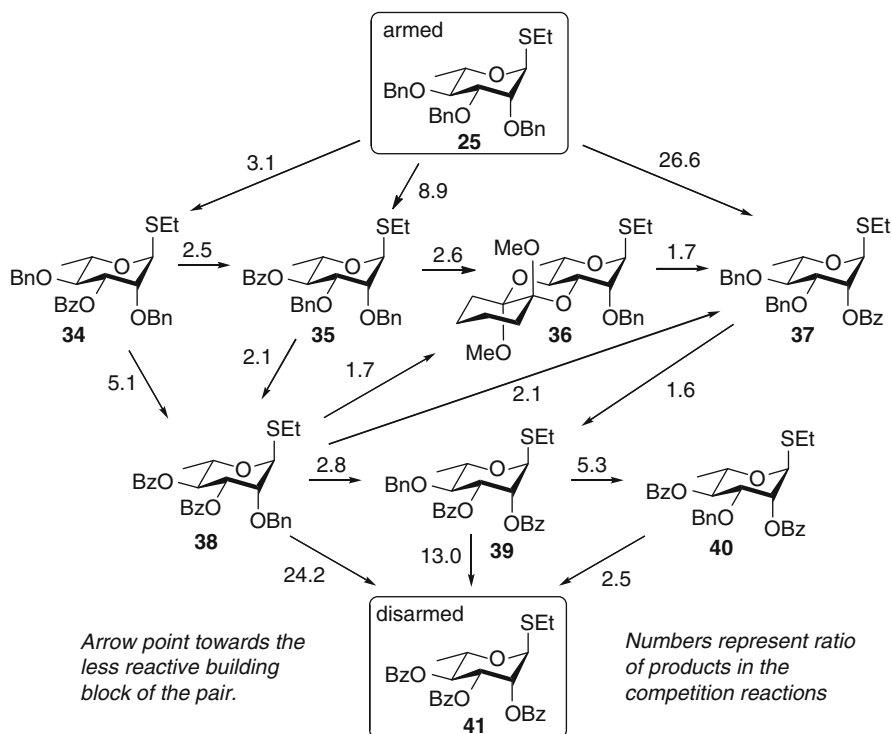 armed
SEt
O
BnO
BnO
OBn
25
3.1
8.9
26.6
SEt
O
BnO
BzO
OBn
34
2.5
SEt
O
BzO
BnO
OBn
35
2.6
SEt
MeO
O
O
O
OBn
MeO
36
1.7
SEt
O
BnO
BnO
OBz
37
5.1
2.1
1.7
2.1
1.6
SEt
O
BzO
BzO
OBn
38
2.8
SEt
O
BnO
BzO
OBz
39
5.3
SEt
O
BzO
BnO
OBz
40
24.2
13.0
2.5
disarmed
SEt
O
BzO
BzO
OBz
41
Arrow point towards the
less reactive building
block of the pair.
Numbers represent ratio
of products in the
competition reactions